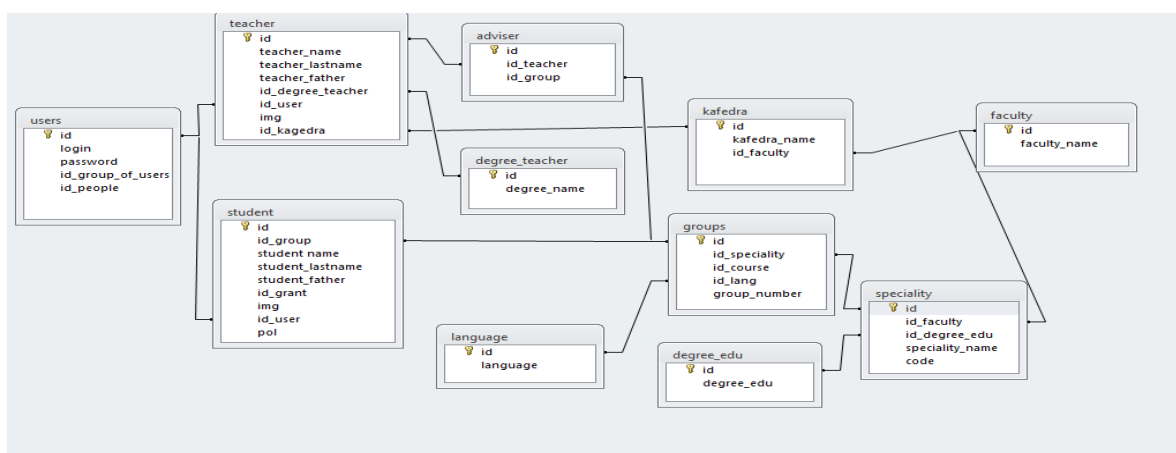 teacher
id
teacher_name
teacher_lastname
teacher_father
id_degree_teacher
id_user
img
id_kagedra
adviser
id
id_teacher
id_group
users
id
login
password
id_group_of_users
id_people
kafedra
id
kafedra_name
id_faculty
faculty
id
faculty_name
degree_teacher
id
degree_name
student
id
id_group
student name
student_lastname
student_father
id_grant
img
id_user
pol
groups
id
id_speciality
id_course
id_lang
group_number
speciality
id
id_faculty
id_degree_edu
speciality_name
code
language
id
language
degree_edu
id
degree_edu